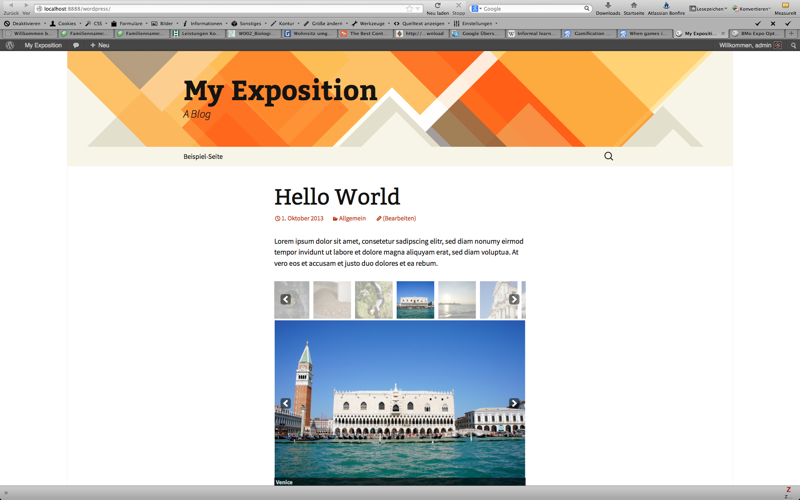 localhost:8888/wordpress/
Google
Zurück Vor Neu laden Stopp Downloads Startseite Atlassian Bonfire Lesezeichen Konvertieren MeasureIt
Deaktivieren Cookies CSS Formulare Bilder Informationen Sonstiges Kontur Größe ändern Werkzeuge Quelltext anzeigen Einstellungen
Willkommen b Familienname... Familienname... Leistungen Ko WO02_Biolog... Wohnsitz umg... The Best Cont... http://...wnload Google Übers... Informal learn... Gamification... When games i... My Expositi... BMo Expo Opt...
My Exposition + Neu Willkommen, admin
My Exposition
A Blog
Beispiel-Seite
Hello World
1. Oktober 2013 Allgemein (Bearbeiten)
Lorem ipsum dolor sit amet, consetetur sadipscing elitr, sed diam nonumy eirmod
tempor invidunt ut labore et dolore magna aliquyam erat, sed diam voluptua. At
vero eos et accusam et justo duo dolores et ea rebum.
Venice